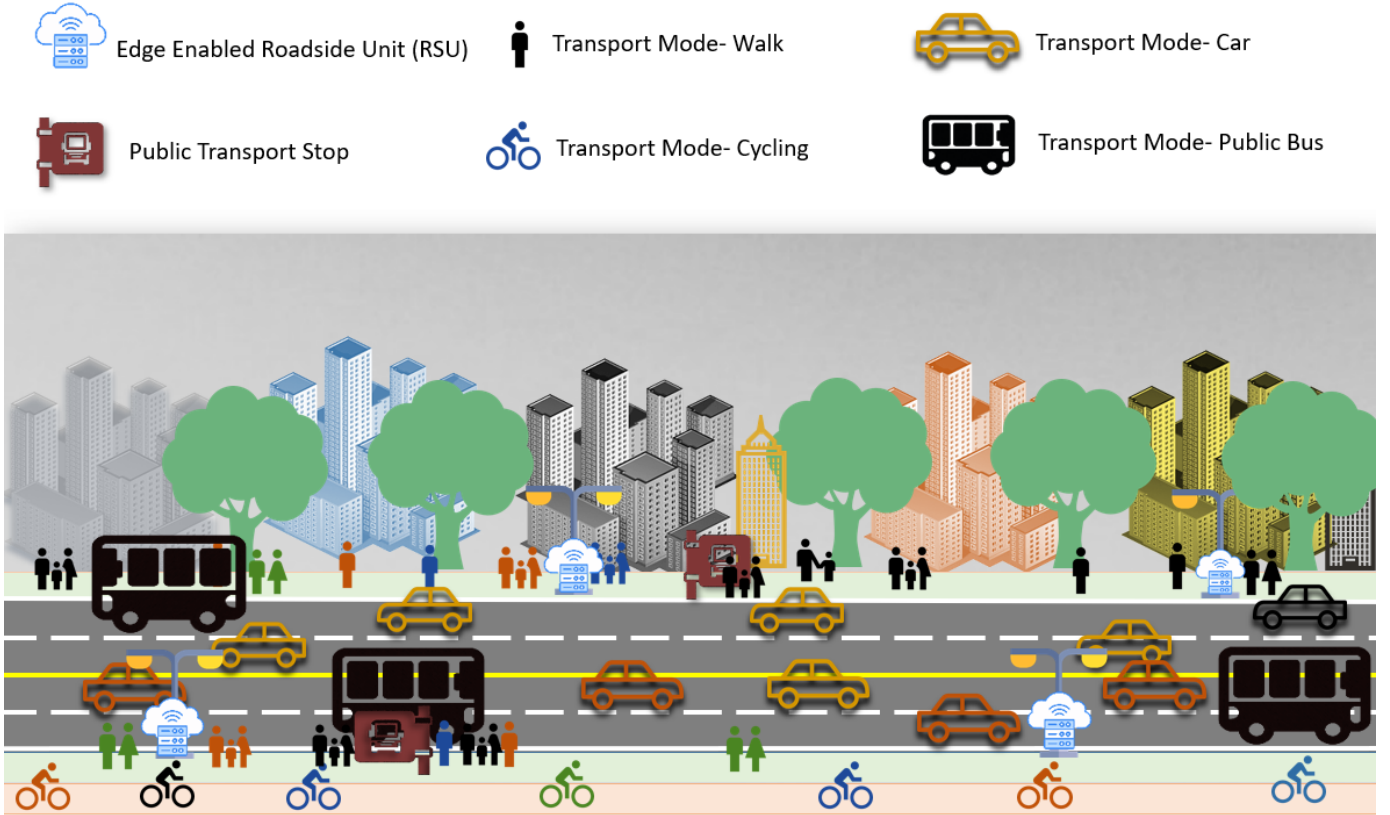 Edge Enabled Roadside Unit (RSU)
Transport Mode- Walk
Transport Mode- Car
Public Transport Stop
Transport Mode- Cycling
Transport Mode- Public Bus